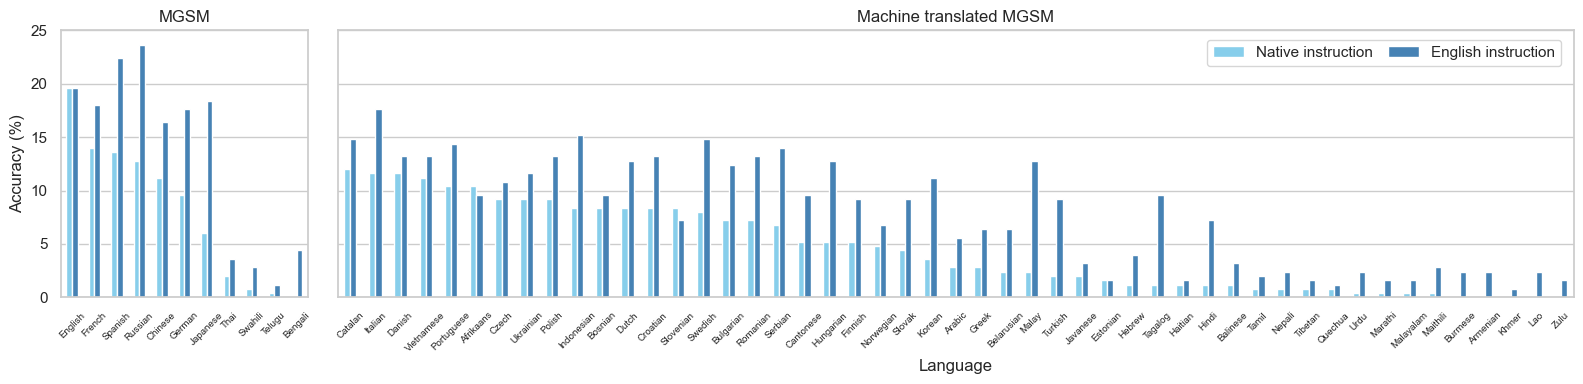 MGSM
Machine translated MGSM
Native instruction
English instruction
Accuracy (%)
25
20
15
10
5
0
English
French
Spanish
Russian
Chinese
German
Japanese
Thai
Swahili
Telugu
Bengali
Catalan
Italian
Danish
Vietnamese
Portuguese
Afrikaans
Czech
Ukrainian
Polish
Indonesian
Bosnian
Dutch
Croatian
Slovenian
Swedish
Bulgarian
Romanian
Serbian
Cantonese
Hungarian
Finnish
Norwegian
Slovak
Korean
Arabic
Greek
Belarusian
Malay
Turkish
Javanese
Estonian
Hebrew
Tagalog
Haitian
Hindi
Balinese
Tamil
Nepali
Tibetan
Quechua
Urdu
Marathi
Malayalam
Maithili
Burmese
Armenian
Khmer
Lao
Zulu
Language